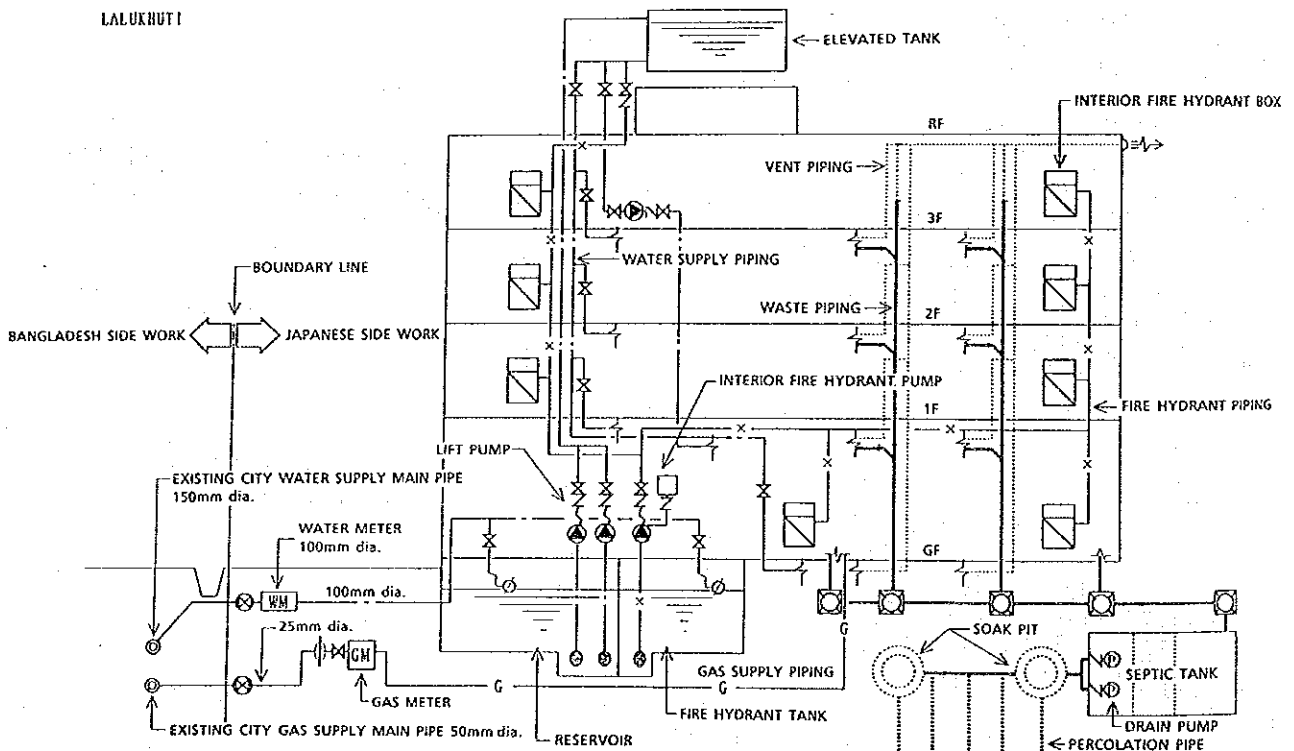 LALUKHUTI
ELEVATED TANK
INTERIOR FIRE HYDRANT BOX
RF
VENT PIPING
3F
BOUNDARY LINE
WATER SUPPLY PIPING
WASTE PIPING
2F
BANGLADESH SIDE WORK
JAPANESE SIDE WORK
INTERIOR FIRE HYDRANT PUMP
1F
FIRE HYDRANT PIPING
LIFT PUMP
EXISTING CITY WATER SUPPLY MAIN PIPE
150mm dia.
WATER METER
100mm dia.
GF
WM
100mm dia.
25mm dia.
GM
G
SOAK PIT
GAS SUPPLY PIPING
SEPTIC TANK
P
P
GAS METER
G
G
FIRE HYDRANT TANK
DRAIN PUMP
EXISTING CITY GAS SUPPLY MAIN PIPE 50mm dia.
RESERVOIR
PERCOLATION PIPE